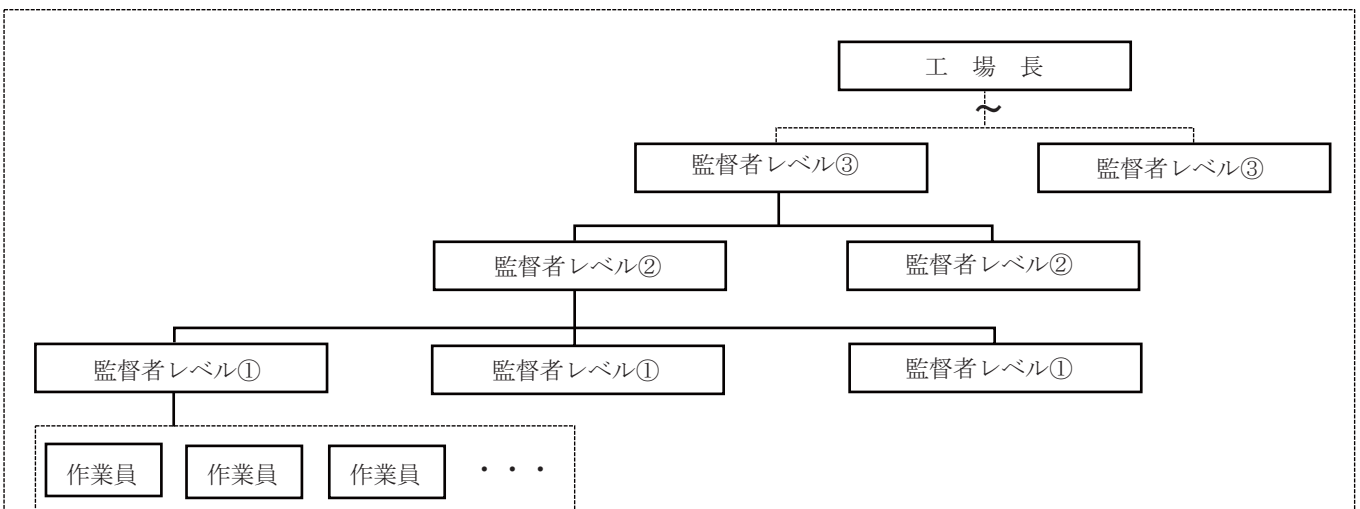 工 場 長
～
監督者レベル③
監督者レベル③
監督者レベル②
監督者レベル②
監督者レベル①
監督者レベル①
監督者レベル①
作業員
作業員
作業員
・・・